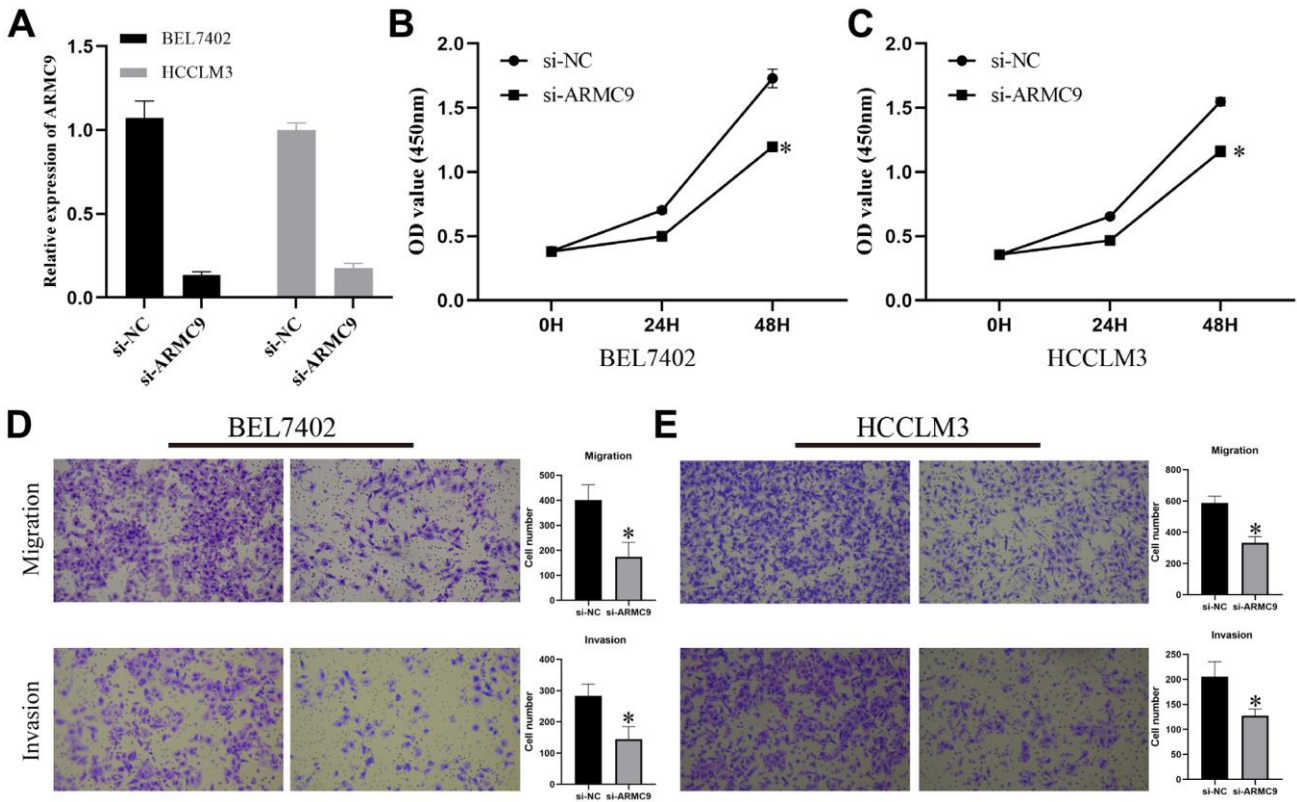 A
BEL7402
HCCLM3
Relative expression of ARMC9
1.5
1.0
0.5
0.0
si-NC
si-ARMC9
si-NC
si-ARMC9
B
si-NC
si-ARMC9
OD value (450nm)
2.0
1.5
1.0
0.5
0.0
*
0H
24H
48H
BEL7402
C
si-NC
si-ARMC9
OD value (450nm)
2.0
1.5
1.0
0.5
0.0
*
0H
24H
48H
HCCLM3
D
BEL7402
Migration
Migration
Cell number
500
400
300
200
100
0
*
si-NC
si-ARMC9
Invasion
Invasion
Cell number
400
300
200
100
0
*
si-NC
si-ARMC9
E
HCCLM3
Migration
Cell number
800
600
400
200
0
*
si-NC
si-ARMC9
Invasion
Cell number
250
200
150
100
50
0
*
si-NC
si-ARMC9